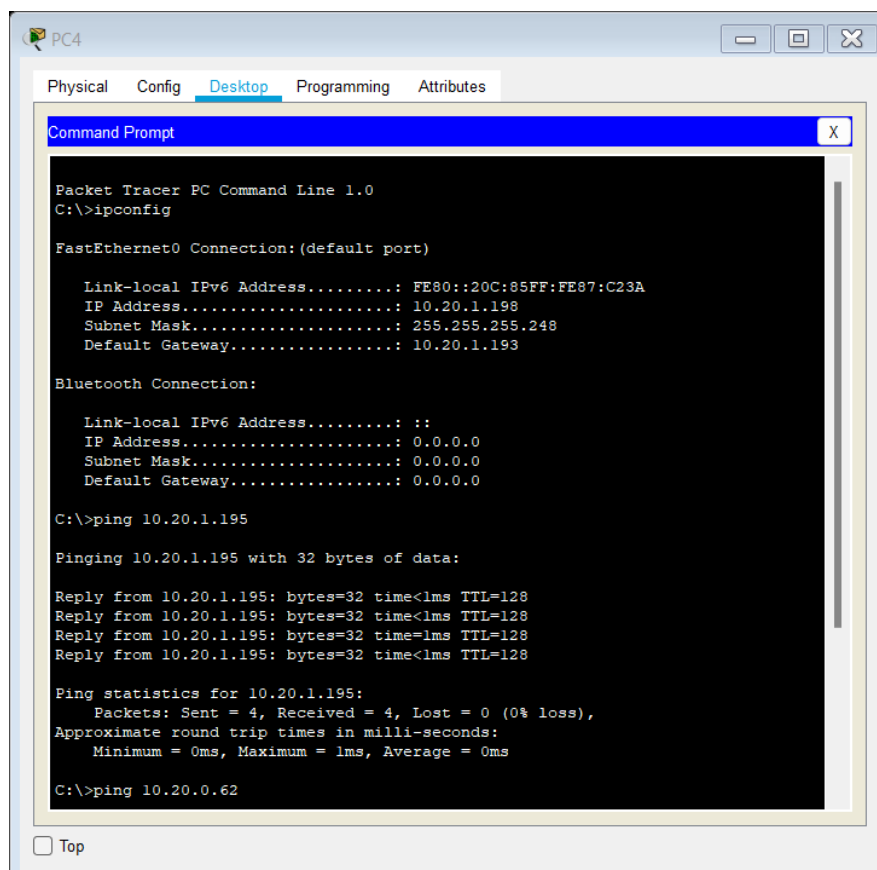 PC4
Physical Config Desktop Programming Attributes
Command Prompt
X
Packet Tracer PC Command Line 1.0
C:\>ipconfig
FastEthernet0 Connection:(default port)
Link-local IPv6 Address.........: FE80::20C:85FF:FE87:C23A
IP Address......................: 10.20.1.198
Subnet Mask.....................: 255.255.255.248
Default Gateway.................: 10.20.1.193
Bluetooth Connection:
Link-local IPv6 Address.........: ::
IP Address......................: 0.0.0.0
Subnet Mask.....................: 0.0.0.0
Default Gateway.................: 0.0.0.0
C:\>ping 10.20.1.195
Pinging 10.20.1.195 with 32 bytes of data:
Reply from 10.20.1.195: bytes=32 time<1ms TTL=128
Reply from 10.20.1.195: bytes=32 time<1ms TTL=128
Reply from 10.20.1.195: bytes=32 time=1ms TTL=128
Reply from 10.20.1.195: bytes=32 time<1ms TTL=128
Ping statistics for 10.20.1.195:
Packets: Sent = 4, Received = 4, Lost = 0 (0% loss),
Approximate round trip times in milli-seconds:
Minimum = 0ms, Maximum = 1ms, Average = 0ms
C:\>ping 10.20.0.62
Top